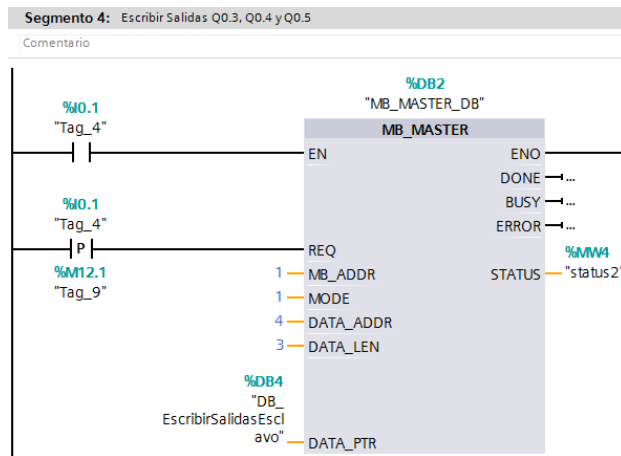 Segmento 4: Escribir Salidas Q0.3, Q0.4 y Q0.5
Comentario
%DB2
"MB_MASTER_DB"
%I0.1
"Tag_4"
MB_MASTER
EN ENO
DONE ...
BUSY ...
ERROR ...
%I0.1
"Tag_4"
P
REQ
%M12.1
"Tag_9"
%MW4
1 MB_ADDR STATUS "status2"
1 MODE
4 DATA_ADDR
3 DATA_LEN
%DB4
"DB_
EscribirSalidasEscl
avo" DATA_PTR